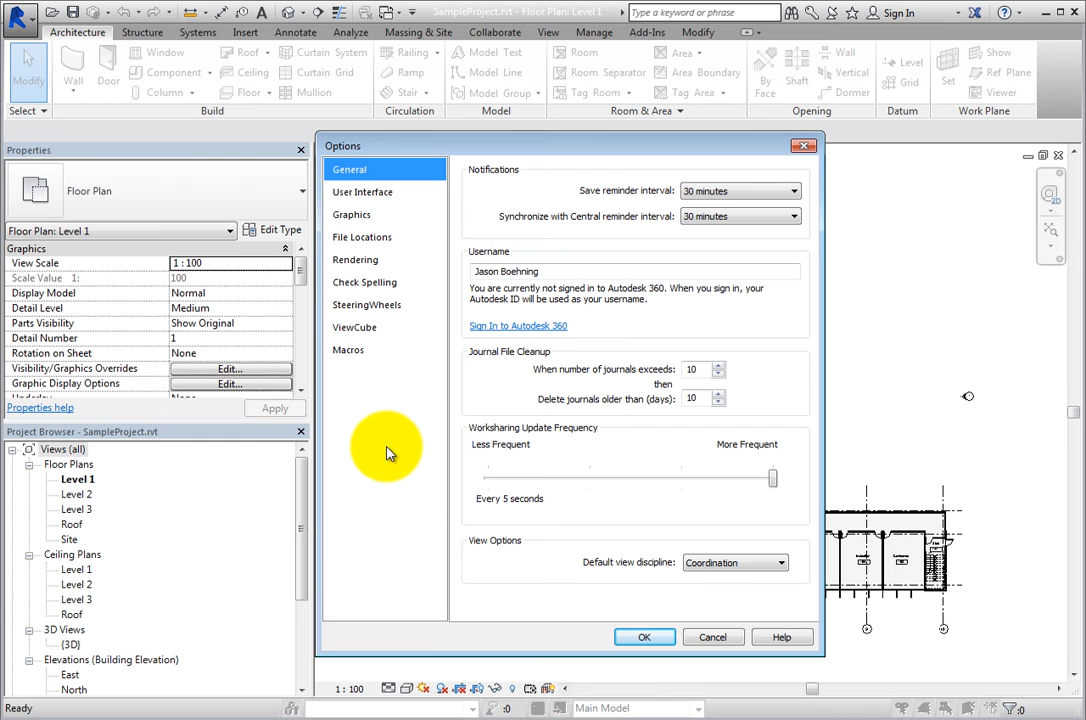 SampleProject.rvt - Floor Plan: Level 1
Type a keyword or phrase
Sign In
Architecture Structure Systems Insert Annotate Analyze Massing & Site Collaborate View Manage Add-Ins Modify
Modify
Wall
Door
Window
Component
Column
Roof
Ceiling
Floor
Curtain System
Curtain Grid
Mullion
Railing
Ramp
Stair
Model Text
Model Line
Model Group
Room
Room Separator
Tag Room
Area
Area Boundary
Tag Area
By
Face
Shaft
Wall
Vertical
Dormer
Level
Grid
Set
Show
Ref Plane
Viewer
Select Build Circulation Model Room & Area Opening Datum Work Plane
Properties
Floor Plan
Floor Plan: Level 1 Edit Type
Graphics
View Scale 1 : 100
Scale Value 1: 100
Display Model Normal
Detail Level Medium
Parts Visibility Show Original
Detail Number 1
Rotation on Sheet None
Visibility/Graphics Overrides Edit...
Graphic Display Options Edit...
Properties help Apply
Project Browser - SampleProject.rvt
Views (all)
Floor Plans
Level 1
Level 2
Level 3
Roof
Site
Ceiling Plans
Level 1
Level 2
Level 3
Roof
3D Views
{3D}
Elevations (Building Elevation)
East
North
Options
General
User Interface
Graphics
File Locations
Rendering
Check Spelling
SteeringWheels
ViewCube
Macros
Notifications
Save reminder interval: 30 minutes
Synchronize with Central reminder interval: 30 minutes
Username
Jason Boehning
You are currently not signed in to Autodesk 360. When you sign in, your
Autodesk ID will be used as your username.
Sign In to Autodesk 360
Journal File Cleanup
When number of journals exceeds: 10
then
Delete journals older than (days): 10
Worksharing Update Frequency
Less Frequent More Frequent
Every 5 seconds
View Options
Default view discipline: Coordination
OK Cancel Help
2D
1 : 100
Ready
:0
Main Model
:0